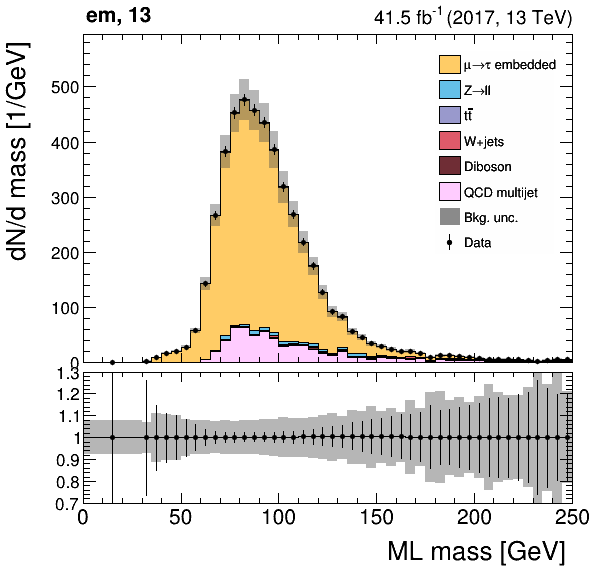 em, 13
41.5 fb⁻¹ (2017, 13 TeV)
dN/d mass [1/GeV]
500
400
300
200
100
0
μ→τ embedded
Z→ll
tt̅
W+jets
Diboson
QCD multijet
Bkg. unc.
Data
1.3
1.2
1.1
1
0.9
0.8
0.7
0 50 100 150 200 250
ML mass [GeV]